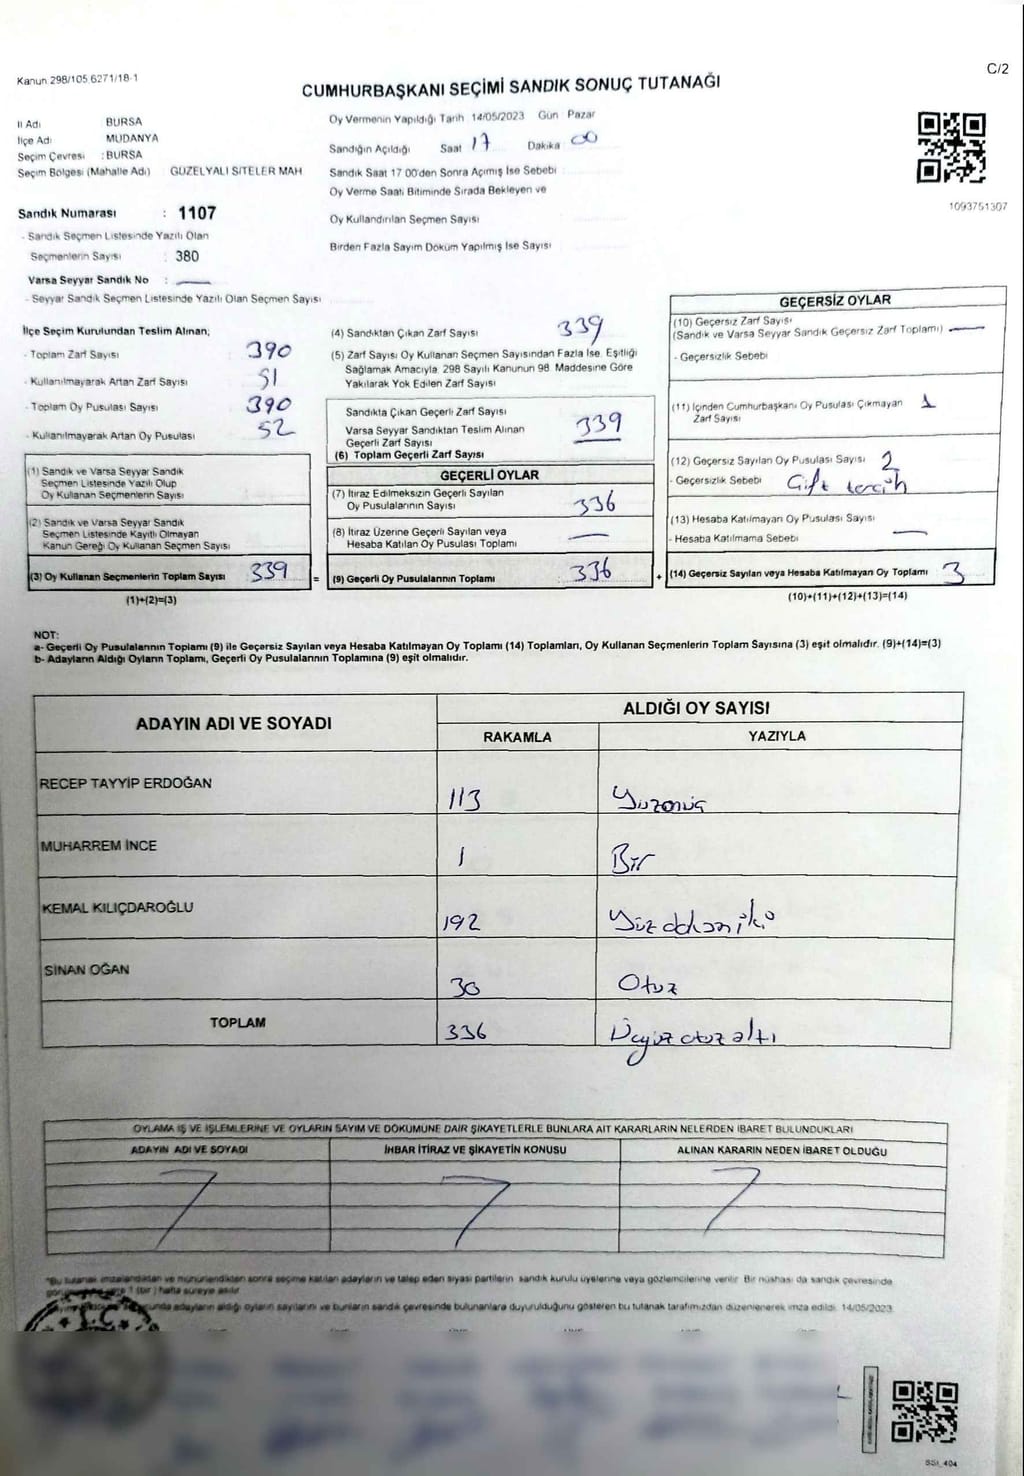 Kanun 298/105 6271/18-1
C/2
CUMHURBAŞKANI SEÇİMİ SANDIK SONUÇ TUTANAĞI
İl Adı BURSA
İlçe Adı MUDANYA
Seçim Çevresi : BURSA
Seçim Bölgesi (Mahalle Adı) GÜZELYALI SİTELER MAH
Sandık Numarası : 1107
- Sandık Seçmen Listesinde Yazılı Olan
Seçmenlerin Sayısı : 380
Varsa Seyyar Sandık No : —
- Seyyar Sandık Seçmen Listesinde Yazılı Olan Seçmen Sayısı
Oy Vermenin Yapıldığı Tarih 14/05/2023 Gün Pazar
Sandığın Açıldığı Saat 17 Dakika 00
Sandık Saat 17 00'den Sonra Açımış İse Sebebi
Oy Verme Saati Bitiminde Sırada Bekleyen ve
Oy Kullandırılan Seçmen Sayısı
Birden Fazla Sayım Döküm Yapılmış İse Sayısı
1093751307
İlçe Seçim Kurulundan Teslim Alınan;
- Toplam Zarf Sayısı 390
- Kullanılmayarak Artan Zarf Sayısı 51
- Toplam Oy Pusulası Sayısı 390
- Kullanılmayarak Artan Oy Pusulası 52
(1) Sandık ve Varsa Seyyar Sandık
Seçmen Listesinde Yazılı Olup
Oy Kullanan Seçmenlerin Sayısı
(2) Sandık ve Varsa Seyyar Sandık
Seçmen Listesinde Kayıtlı Olmayan
Kanun Gereği Oy Kullanan Seçmen Sayısı
(3) Oy Kullanan Seçmenlerin Toplam Sayısı 339 =
(1)+(2)=(3)
(4) Sandıktan Çıkan Zarf Sayısı 339
(5) Zarf Sayısı Oy Kullanan Seçmen Sayısından Fazla İse, Eşitliği
Sağlamak Amacıyla 298 Sayılı Kanunun 98 Maddesine Göre
Yakılarak Yok Edilen Zarf Sayısı
Sandıkta Çıkan Geçerli Zarf Sayısı
Varsa Seyyar Sandıktan Teslim Alınan
Geçerli Zarf Sayısı
339
(6) Toplam Geçerli Zarf Sayısı
GEÇERLİ OYLAR
(7) İtiraz Edilmeksizin Geçerli Sayılan
Oy Pusulalarının Sayısı 336
(8) İtiraz Üzerine Geçerli Sayılan veya
Hesaba Katılan Oy Pusulası Toplamı —
(9) Geçerli Oy Pusulalarının Toplamı 336 +
GEÇERSİZ OYLAR
(10) Geçersiz Zarf Sayısı
(Sandık ve Varsa Seyyar Sandık Geçersiz Zarf Toplamı) —
- Geçersizlik Sebebi
(11) İçinden Cumhurbaşkanı Oy Pusulası Çıkmayan 1
Zarf Sayısı
(12) Geçersiz Sayılan Oy Pusulası Sayısı 2
- Geçersizlik Sebebi Çift tercih
(13) Hesaba Katılmayan Oy Pusulası Sayısı
- Hesaba Katılmama Sebebi —
(14) Geçersiz Sayılan veya Hesaba Katılmayan Oy Toplamı 3
(10)+(11)+(12)+(13)=(14)
NOT:
a- Geçerli Oy Pusulalarının Toplamı (9) ile Geçersiz Sayılan veya Hesaba Katılmayan Oy Toplamı (14) Toplamları, Oy Kullanan Seçmenlerin Toplam Sayısına (3) eşit olmalıdır. (9)+(14)=(3)
b- Adayların Aldığı Oyların Toplamı, Geçerli Oy Pusulalarının Toplamına (9) eşit olmalıdır.
ADAYIN ADI VE SOYADI
ALDIĞI OY SAYISI
RAKAMLA YAZIYLA
RECEP TAYYİP ERDOĞAN 113 Yüzonüç
MUHARREM İNCE 1 Bir
KEMAL KILIÇDAROĞLU 192 Yüz doksan iki
SİNAN OĞAN 30 Otuz
TOPLAM 336 Üçyüz otuz altı
OYLAMA İŞ VE İŞLEMLERİNE VE OYLARIN SAYIM VE DÖKÜMÜNE DAİR ŞİKAYETLERLE BUNLARA AİT KARARLARIN NELERDEN İBARET BULUNDUKLARI
ADAYIN ADI VE SOYADI İHBAR İTİRAZ VE ŞİKAYETİN KONUSU ALINAN KARARIN NEDEN İBARET OLDUĞU
*Bu tutanak imzalandıktan ve mühürlendikten sonra seçime katılan adayların ve talep eden siyasi partilerin sandık kurulu üyelerine veya gözlemcilerine verilir. Bir nüshası da sandık çevresinde
1 (bir) hafta süreyle asılır
adayların aldığı oyların sayılarını ve bunların sandık çevresinde bulunanlara duyurulduğunu gösteren bu tutanak tarafımızdan düzenlenerek imza edildi. 14/05/2023
T.C.
SSI_404